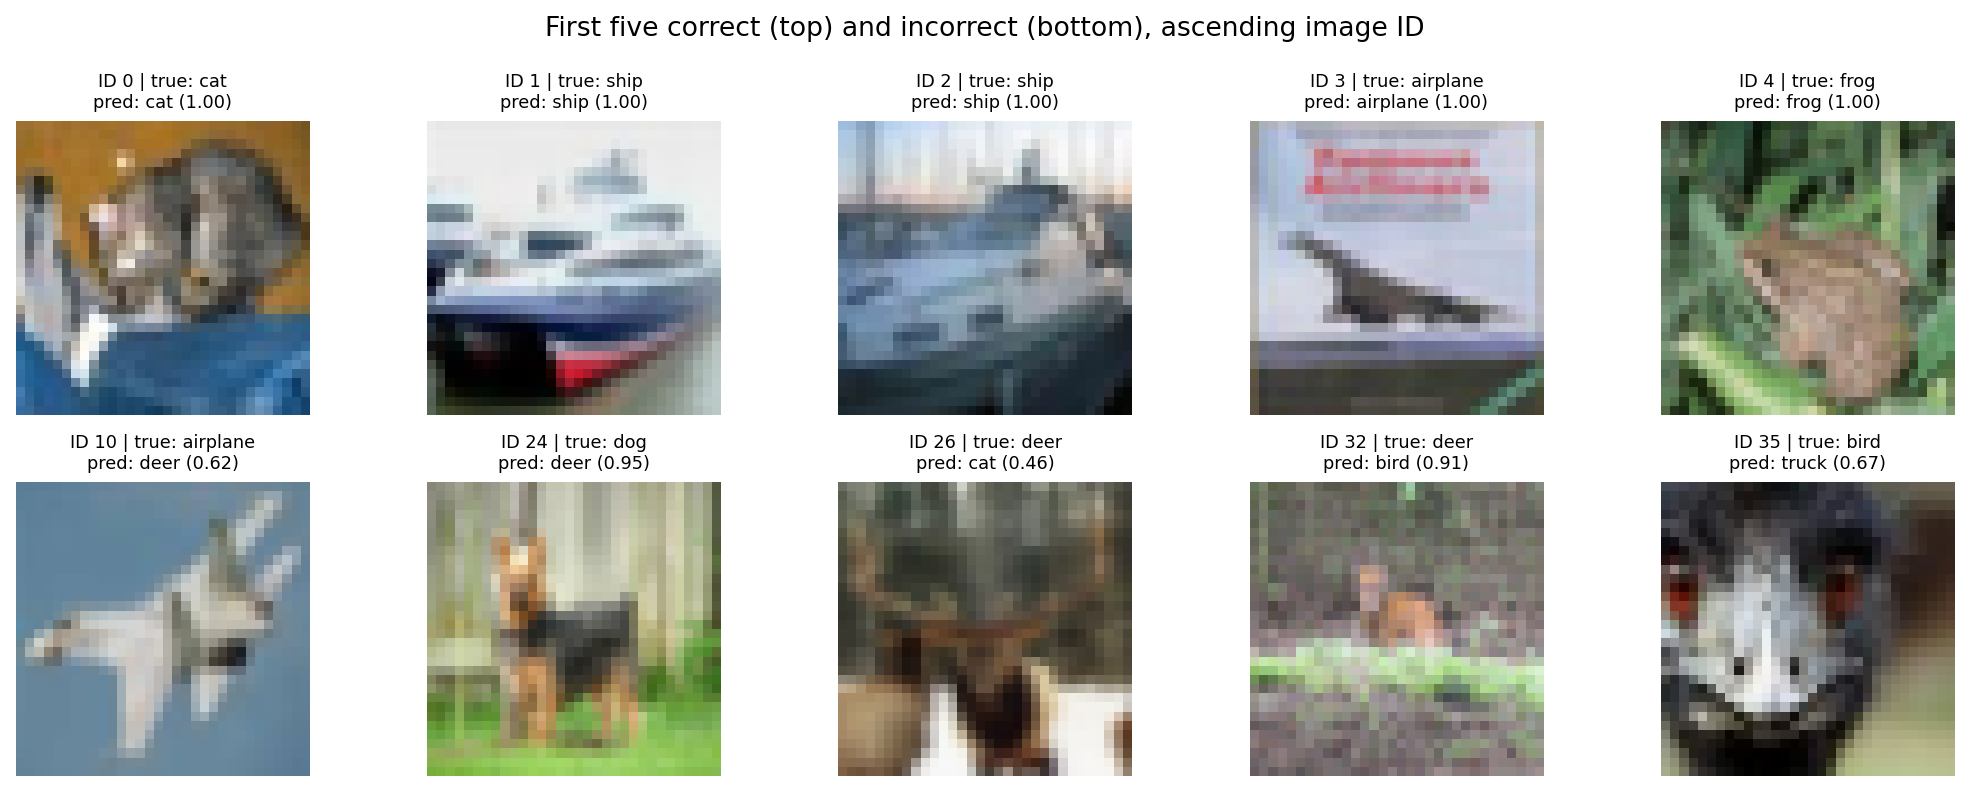 First five correct (top) and incorrect (bottom), ascending image ID
ID 0 | true: cat
pred: cat (1.00)
ID 1 | true: ship
pred: ship (1.00)
ID 2 | true: ship
pred: ship (1.00)
ID 3 | true: airplane
pred: airplane (1.00)
ID 4 | true: frog
pred: frog (1.00)
ID 10 | true: airplane
pred: deer (0.62)
ID 24 | true: dog
pred: deer (0.95)
ID 26 | true: deer
pred: cat (0.46)
ID 32 | true: deer
pred: bird (0.91)
ID 35 | true: bird
pred: truck (0.67)